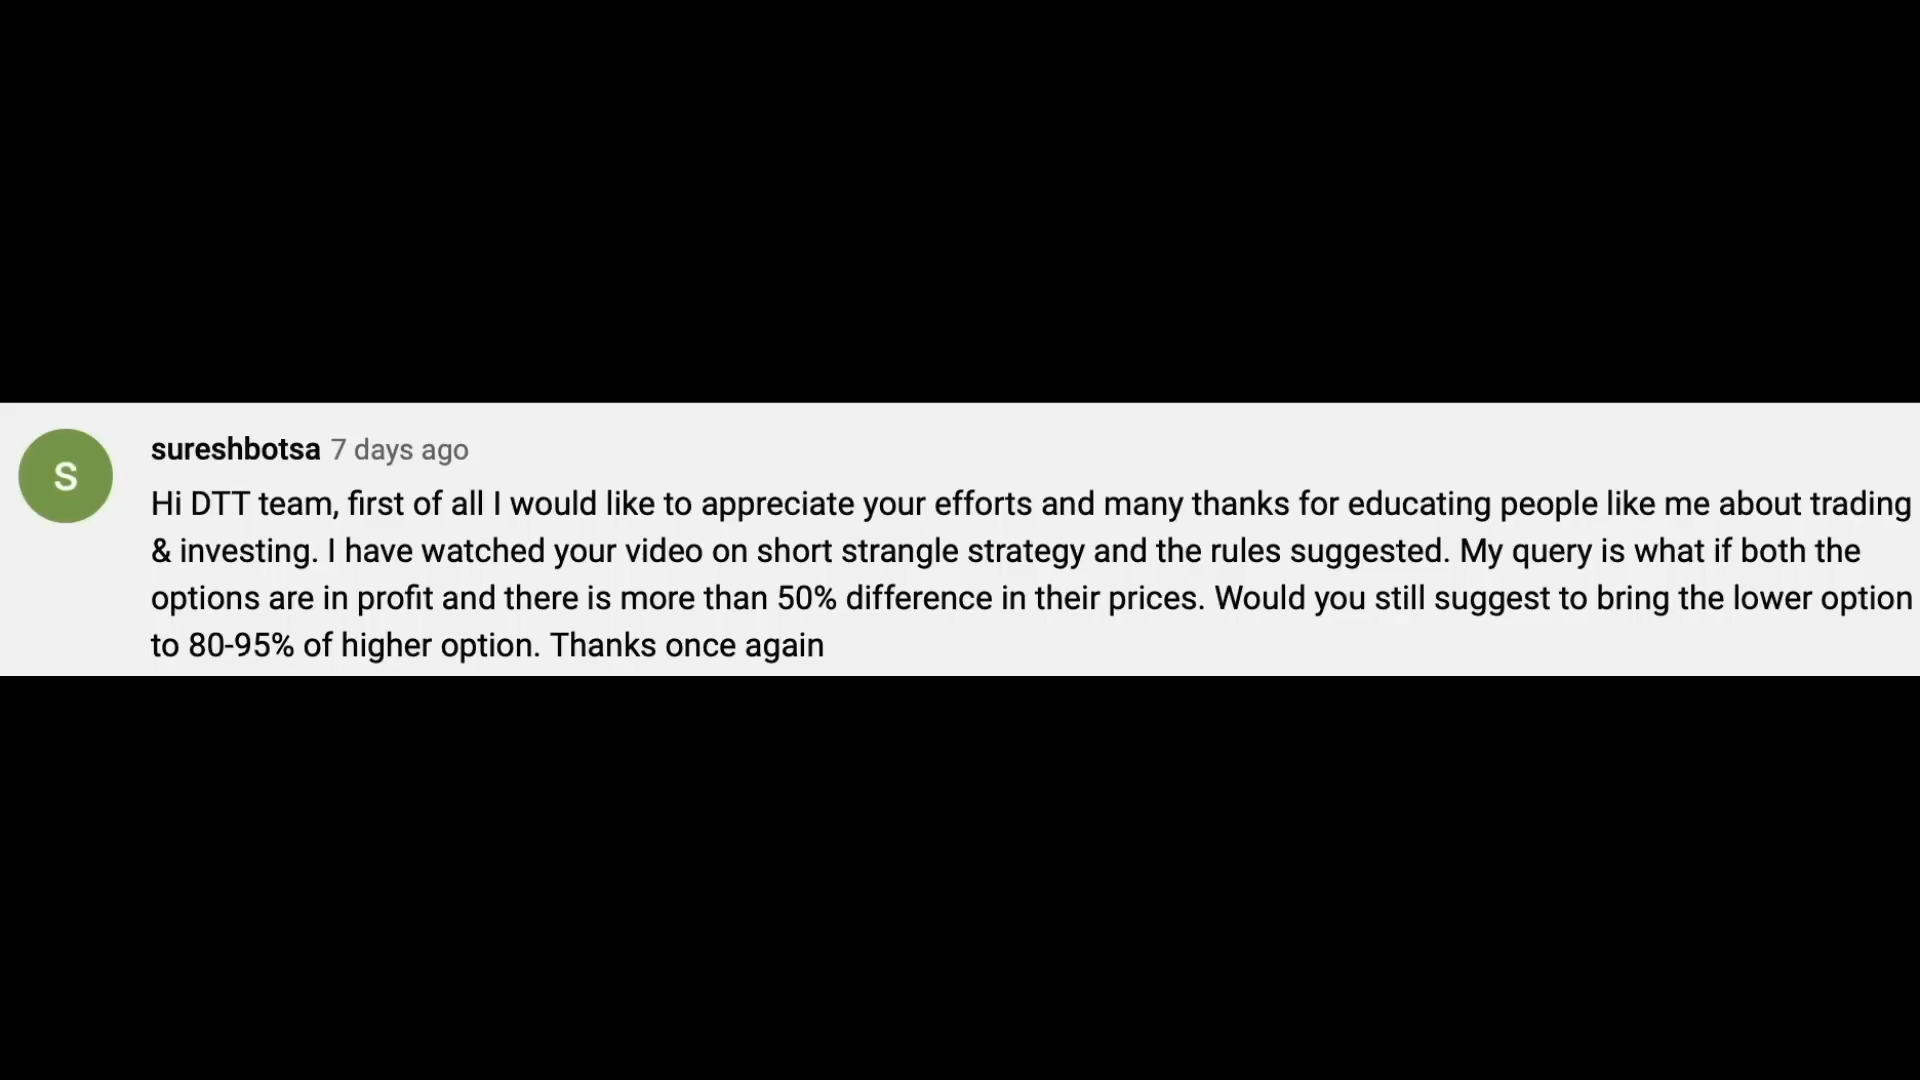 S
sureshbotsa 7 days ago
Hi DTT team, first of all I would like to appreciate your efforts and many thanks for educating people like me about trading
& investing. I have watched your video on short strangle strategy and the rules suggested. My query is what if both the
options are in profit and there is more than 50% difference in their prices. Would you still suggest to bring the lower option
to 80-95% of higher option. Thanks once again